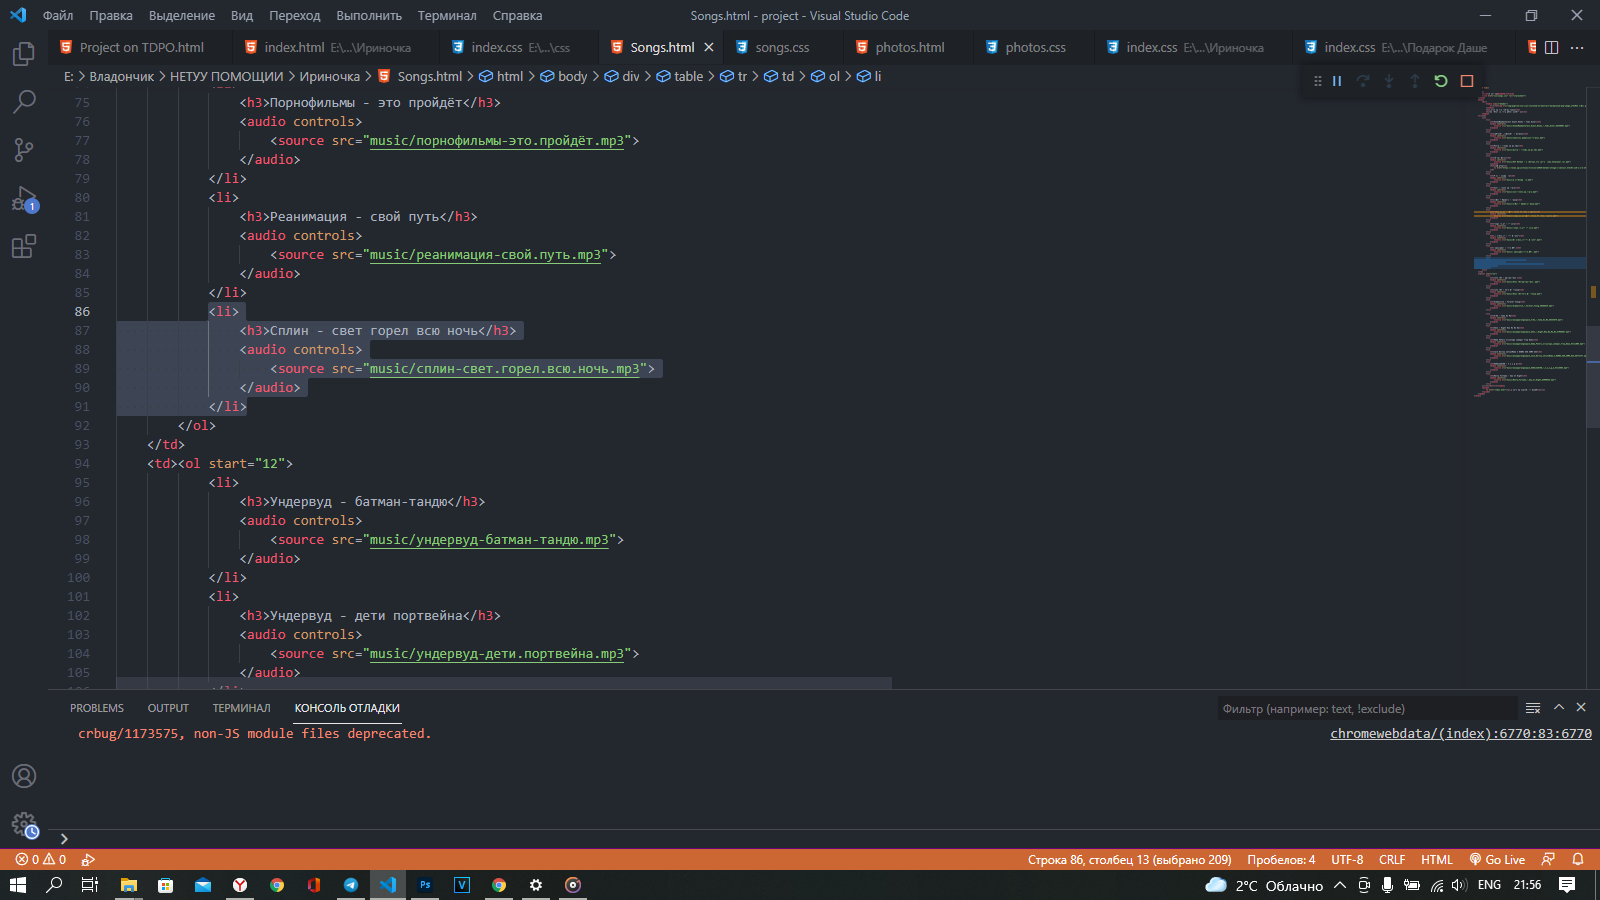 Файл Правка Выделение Вид Переход Выполнить Терминал Справка Songs.html - project - Visual Studio Code
Project on TDPO.html index.html E:\...\Ириночка index.css E:\...\css Songs.html songs.css photos.html photos.css index.css E:\...\Ириночка index.css E:\...\Подарок Даше
E: > Владончик > НЕТУУ ПОМОЩИИ > Ириночка > Songs.html > html > body > div > table > tr > td > ol > li
75 <h3>Порнофильмы - это пройдёт</h3>
76 <audio controls>
77 <source src="music/порнофильмы-это.пройдёт.mp3">
78 </audio>
79 </li>
80 <li>
81 <h3>Реанимация - свой путь</h3>
82 <audio controls>
83 <source src="music/реанимация-свой.путь.mp3">
84 </audio>
85 </li>
86 <li>
87 <h3>Сплин - свет горел всю ночь</h3>
88 <audio controls>
89 <source src="music/сплин-свет.горел.всю.ночь.mp3">
90 </audio>
91 </li>
92 </ol>
93 </td>
94 <td><ol start="12">
95 <li>
96 <h3>Ундервуд - батман-тандю</h3>
97 <audio controls>
98 <source src="music/ундервуд-батман-тандю.mp3">
99 </audio>
100 </li>
101 <li>
102 <h3>Ундервуд - дети портвейна</h3>
103 <audio controls>
104 <source src="music/ундервуд-дети.портвейна.mp3">
105 </audio>
PROBLEMS OUTPUT ТЕРМИНАЛ КОНСОЛЬ ОТЛАДКИ Фильтр (например: text, !exclude)
crbug/1173575, non-JS module files deprecated. chromewebdata/(index):6770:83:6770
0 0 Строка 86, столбец 13 (выбрано 209) Пробелов: 4 UTF-8 CRLF HTML Go Live
2°C Облачно ENG 21:56